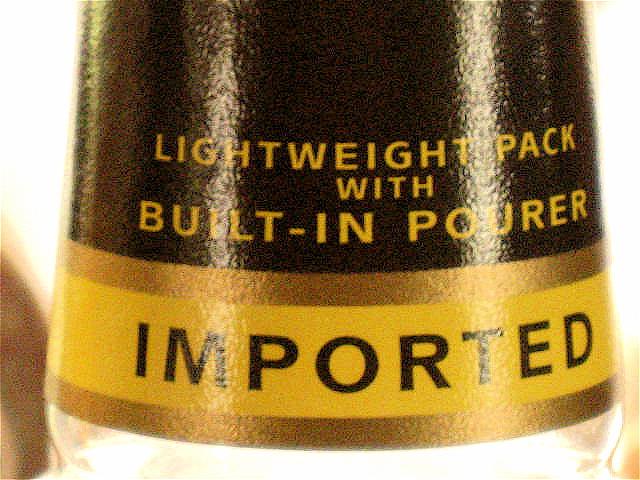 LIGHTWEIGHT PACK
WITH
BUILT-IN POURER
IMPORTED